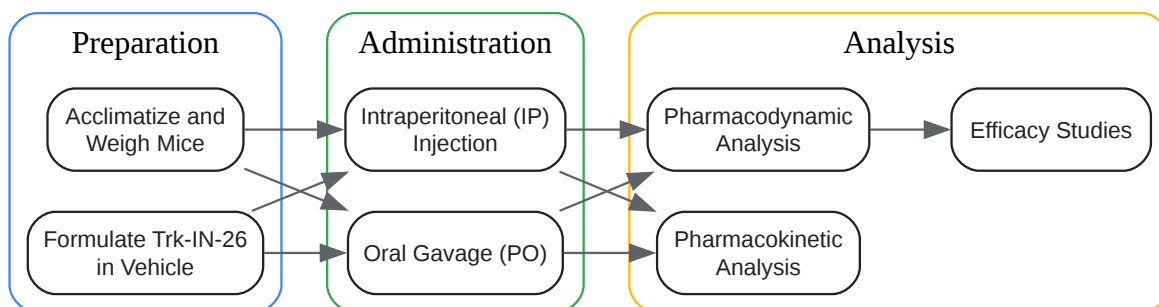 Preparation
Administration
Analysis
Acclimatize and
Weigh Mice
Intraperitoneal (IP)
Injection
Pharmacodynamic
Analysis
Efficacy Studies
Formulate Trk-IN-26
in Vehicle
Oral Gavage (PO)
Pharmacokinetic
Analysis